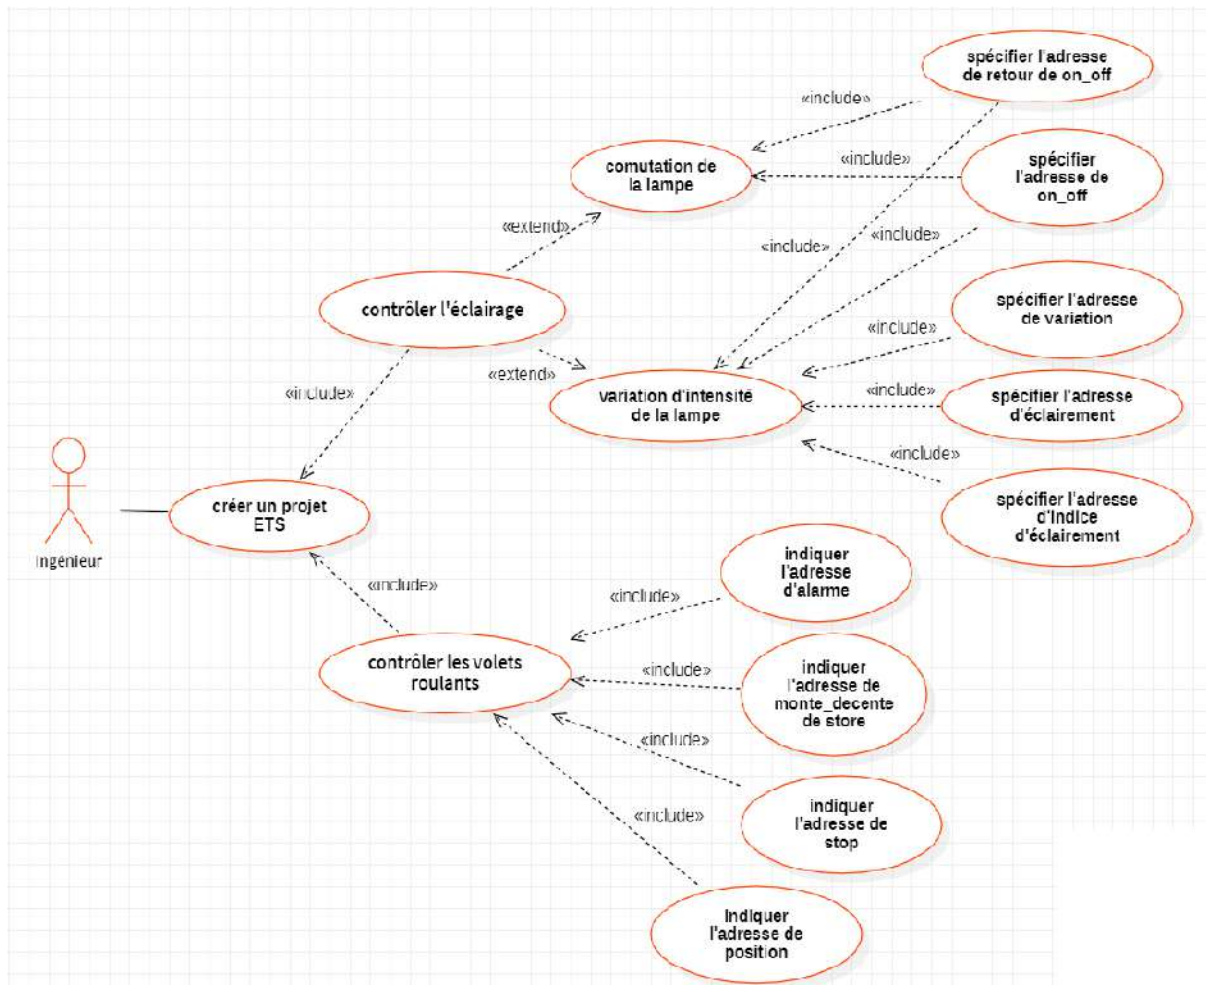 spécifier l'adresse
de retour de on_off
«include»
comutation de
la lampe
«include»
spécifier
l'adresse de
on_off
«extend»
«include»
«include»
contrôler l'éclairage
spécifier l'adresse
de variation
«include»
«extend»
«include»
variation d'intensité
de la lampe
«include»
spécifier l'adresse
d'éclairement
«include»
créer un projet
ETS
spécifier l'adresse
d'indice
d'éclairement
Ingénieur
indiquer
l'adresse
d'alarme
«include»
«include»
contrôler les volets
roulants
«include»
indiquer
l'adresse de
monte_decente
de store
«include»
«include»
indiquer
l'adresse de
stop
Indiquer
l'adresse de
position